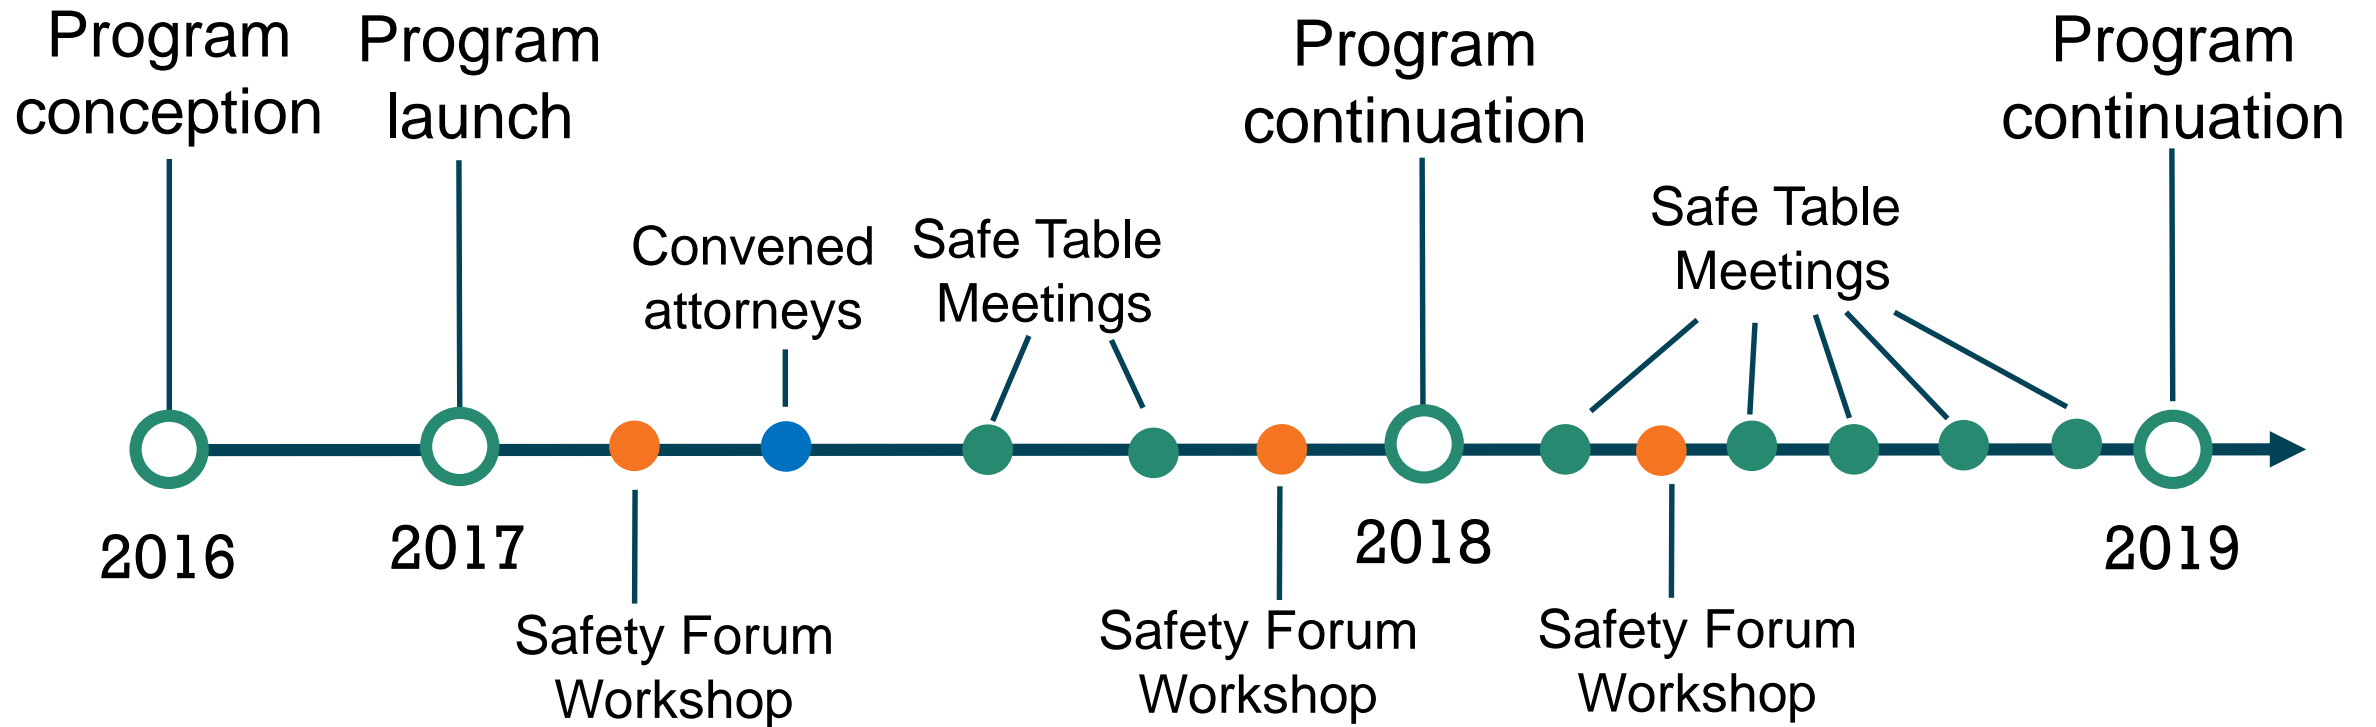 Program
conception
Program
launch
Program
continuation
Program
continuation
Convened
attorneys
Safe Table
Meetings
Safe Table
Meetings
2016
2017
2018
2019
Safety Forum
Workshop
Safety Forum
Workshop
Safety Forum
Workshop